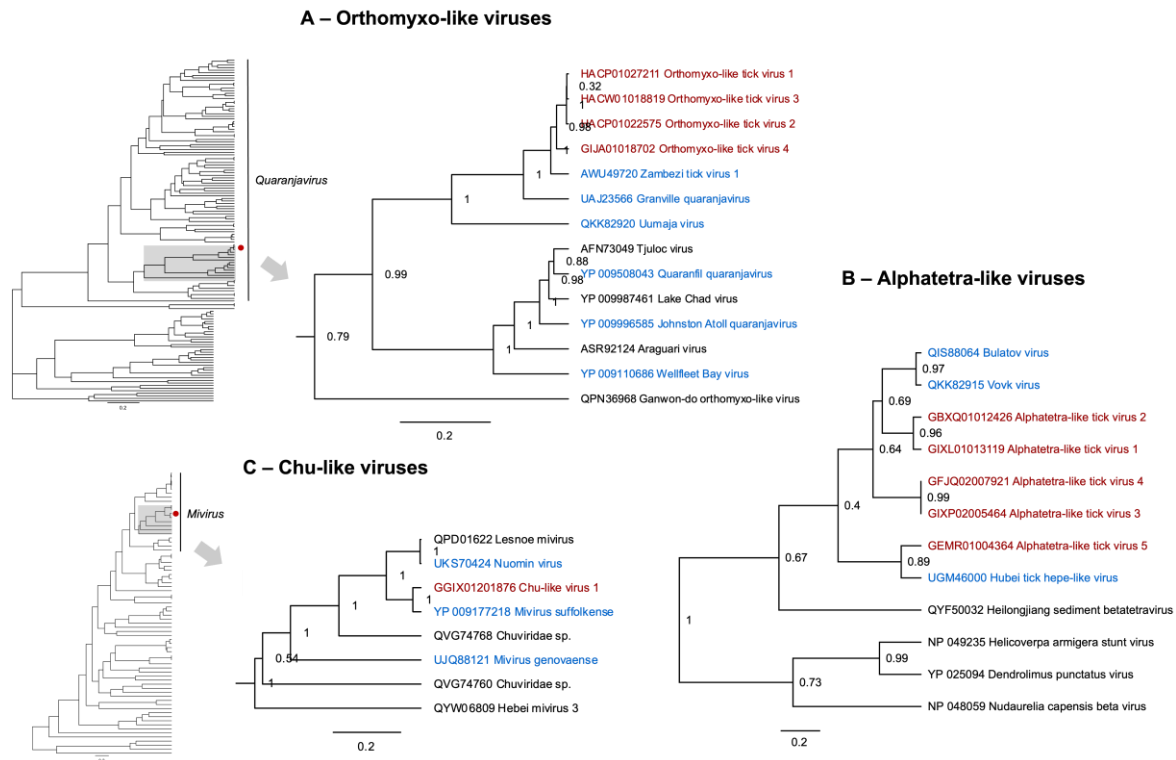 A – Orthomyxo-like viruses
Quaranjavirus
0.2
HACP01027211 Orthomyxo-like tick virus 1
0.32
HACW01018819 Orthomyxo-like tick virus 3
1
HACP01022575 Orthomyxo-like tick virus 2
0.98
GIJA01018702 Orthomyxo-like tick virus 4
1
AWU49720 Zambezi tick virus 1
1
UAJ23566 Granville quaranjavirus
1
QKK82920 Uumaja virus
AFN73049 Tjuloc virus
0.88
0.99
YP 009508043 Quaranfil quaranjavirus
0.98
YP 009987461 Lake Chad virus
1
YP 009996585 Johnston Atoll quaranjavirus
0.79
1
ASR92124 Araguari virus
1
YP 009110686 Wellfleet Bay virus
QPN36968 Ganwon-do orthomyxo-like virus
0.2
B – Alphatetra-like viruses
QIS88064 Bulatov virus
0.97
QKK82915 Vovk virus
0.69
GBXQ01012426 Alphatetra-like tick virus 2
0.96
0.64
GIXL01013119 Alphatetra-like tick virus 1
GFJQ02007921 Alphatetra-like tick virus 4
0.99
0.4
GIXP02005464 Alphatetra-like tick virus 3
GEMR01004364 Alphatetra-like tick virus 5
0.67
0.89
UGM46000 Hubei tick hepe-like virus
QYF50032 Heilongjiang sediment betatetravirus
1
NP 049235 Helicoverpa armigera stunt virus
0.99
YP 025094 Dendrolimus punctatus virus
0.73
NP 048059 Nudaurelia capensis beta virus
0.2
C – Chu-like viruses
Mivirus
QPD01622 Lesnoe mivirus
1
UKS70424 Nuomin virus
1
GGIX01201876 Chu-like virus 1
1
YP 009177218 Mivirus suffolkense
1
QVG74768 Chuviridae sp.
1
0.54
UJQ88121 Mivirus genovaense
1
QVG74760 Chuviridae sp.
QYW06809 Hebei mivirus 3
0.2